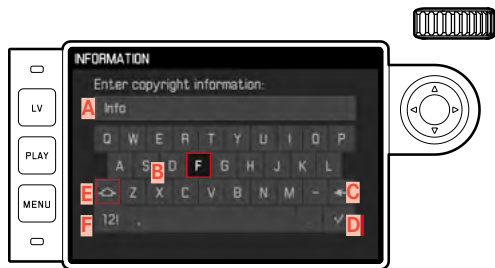 INFORMATION
Enter copyright information:
A Info
LV
Q W E R T Y U I O P
PLAY
A S B D F G H J K L
MENU
E Z X C V B N M - C
F 12! . D